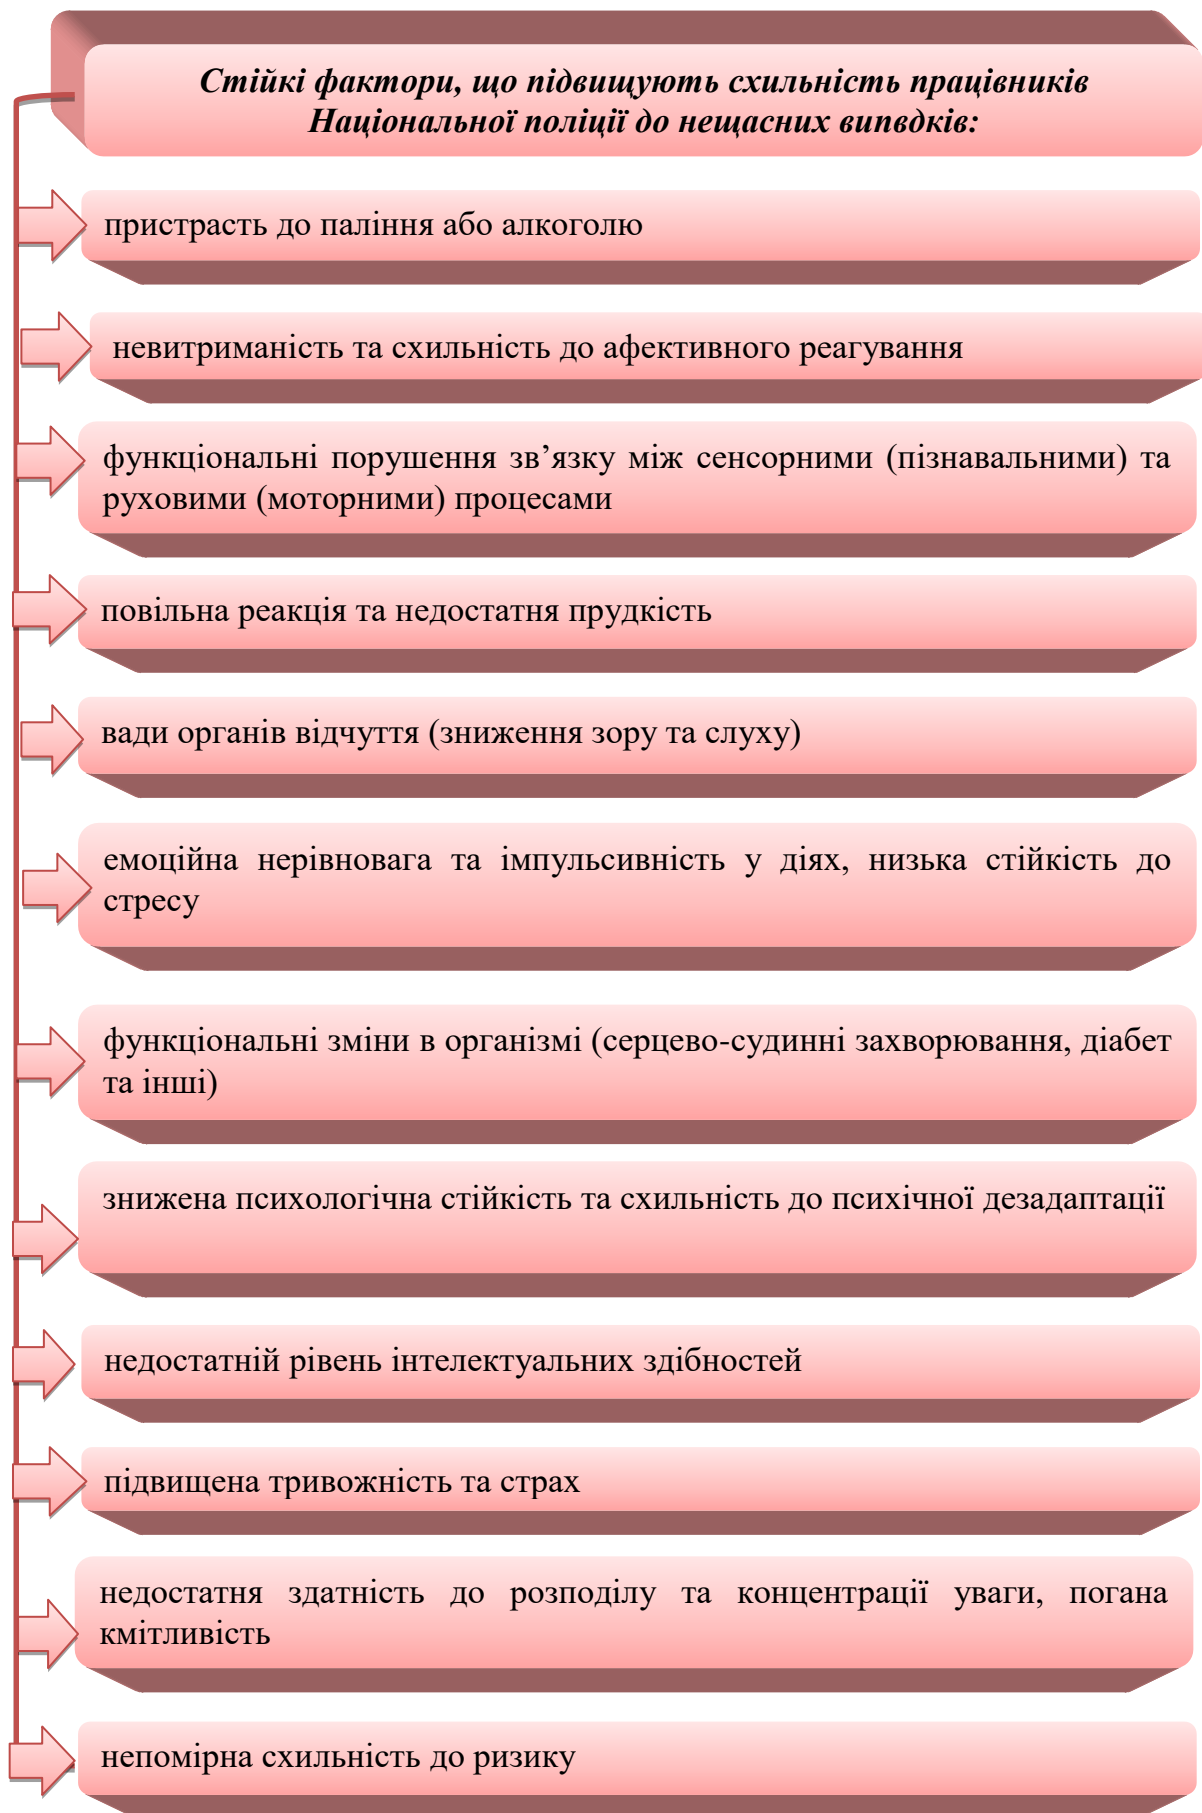 Стійкі фактори, що підвищують схильність працівників
Національної поліції до нещасних випвдків:
пристрасть до паління або алкоголю
невитриманість та схильність до афективного реагування
функціональні порушення зв’язку між сенсорними (пізнавальними) та
руховими (моторними) процесами
повільна реакція та недостатня прудкість
вади органів відчуття (зниження зору та слуху)
емоційна нерівновага та імпульсивність у діях, низька стійкість до
стресу
функціональні зміни в організмі (серцево-судинні захворювання, діабет
та інші)
знижена психологічна стійкість та схильність до психічної дезадаптації
недостатній рівень інтелектуальних здібностей
підвищена тривожність та страх
недостатня здатність до розподілу та концентрації уваги, погана
кмітливість
непомірна схильність до ризику